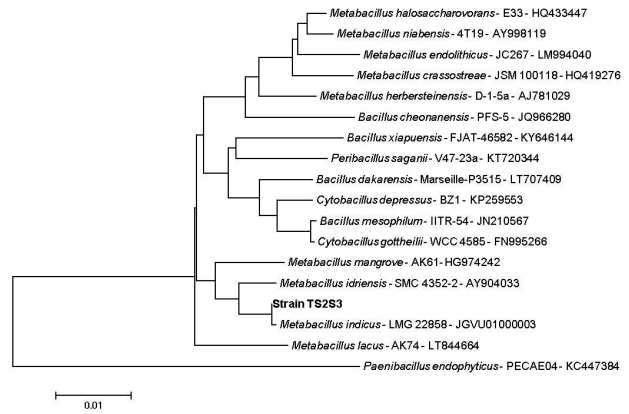 Metabacillus halosaccharovorans - E33 - HQ433447
Metabacillus niabensis - 4T19 - AY998119
Metabacillus endolithicus - JC267 - LM994040
Metabacillus crassostreae - JSM 100118 - HQ419276
Metabacillus herbersteinensis - D-1-5a - AJ781029
Bacillus cheonanensis - PFS-5 - JQ966280
Bacillus xiapuensis - FJAT-46582 - KY646144
Peribacillus saganii - V47-23a - KT720344
Bacillus dakarensis - Marseille-P3515 - LT707409
Cytobacillus depressus - BZ1 - KP259553
Bacillus mesophilum - IITR-54 - JN210567
Cytobacillus gottheilii - WCC 4585 - FN995266
Metabacillus mangrove - AK61 - HG974242
Metabacillus idriensis - SMC 4352-2 - AY904033
Strain TS2S3
Metabacillus indicus - LMG 22858 - JGVU01000003
Metabacillus lacus - AK74 - LT844664
Paenibacillus endophyticus - PECAE04 - KC447384
0.01